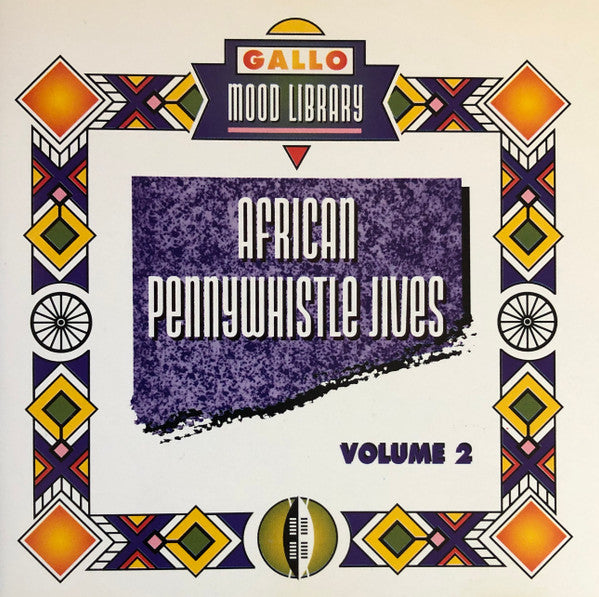 GALLO
MOOD LIBRARY
AFRICAN
PENNYWHISTLE JIVES
VOLUME 2